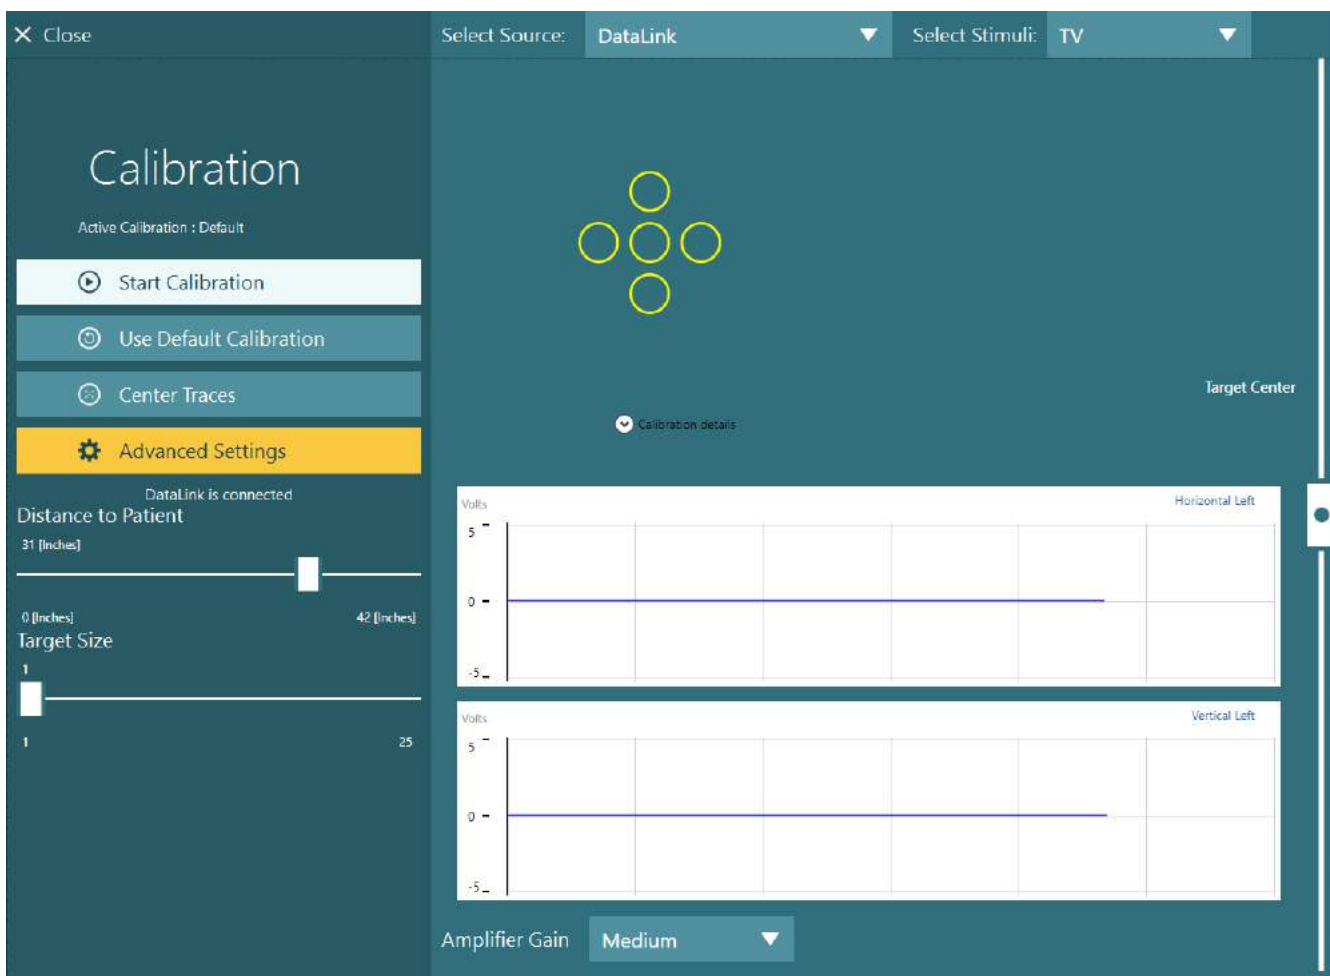 Close
Select Source: DataLink Select Stimuli: TV
Calibration
Active Calibration : Default
Start Calibration
Use Default Calibration
Center Traces
Advanced Settings
DataLink is connected
Distance to Patient
31 [Inches]
0 [Inches] 42 [Inches]
Target Size
1
1 25
Target Center
Calibration details
Volts Horizontal Left
5
0
-5
Volts Vertical Left
5
0
-5
Amplifier Gain Medium